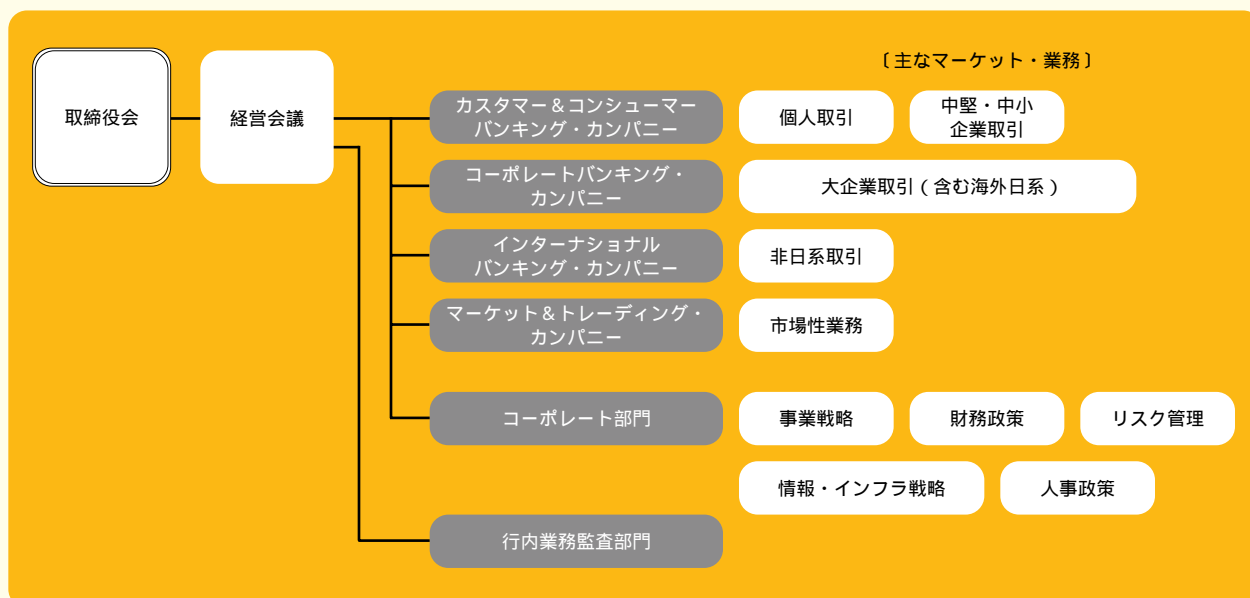 〔主なマーケット・業務〕
取締役会
経営会議
カスタマー＆コンシューマー
バンキング・カンパニー
個人取引
中堅・中小
企業取引
コーポレートバンキング・
カンパニー
大企業取引（含む海外日系）
インターナショナル
バンキング・カンパニー
非日系取引
マーケット＆トレーディング・
カンパニー
市場性業務
コーポレート部門
事業戦略
財務政策
リスク管理
情報・インフラ戦略
人事政策
行内業務監査部門